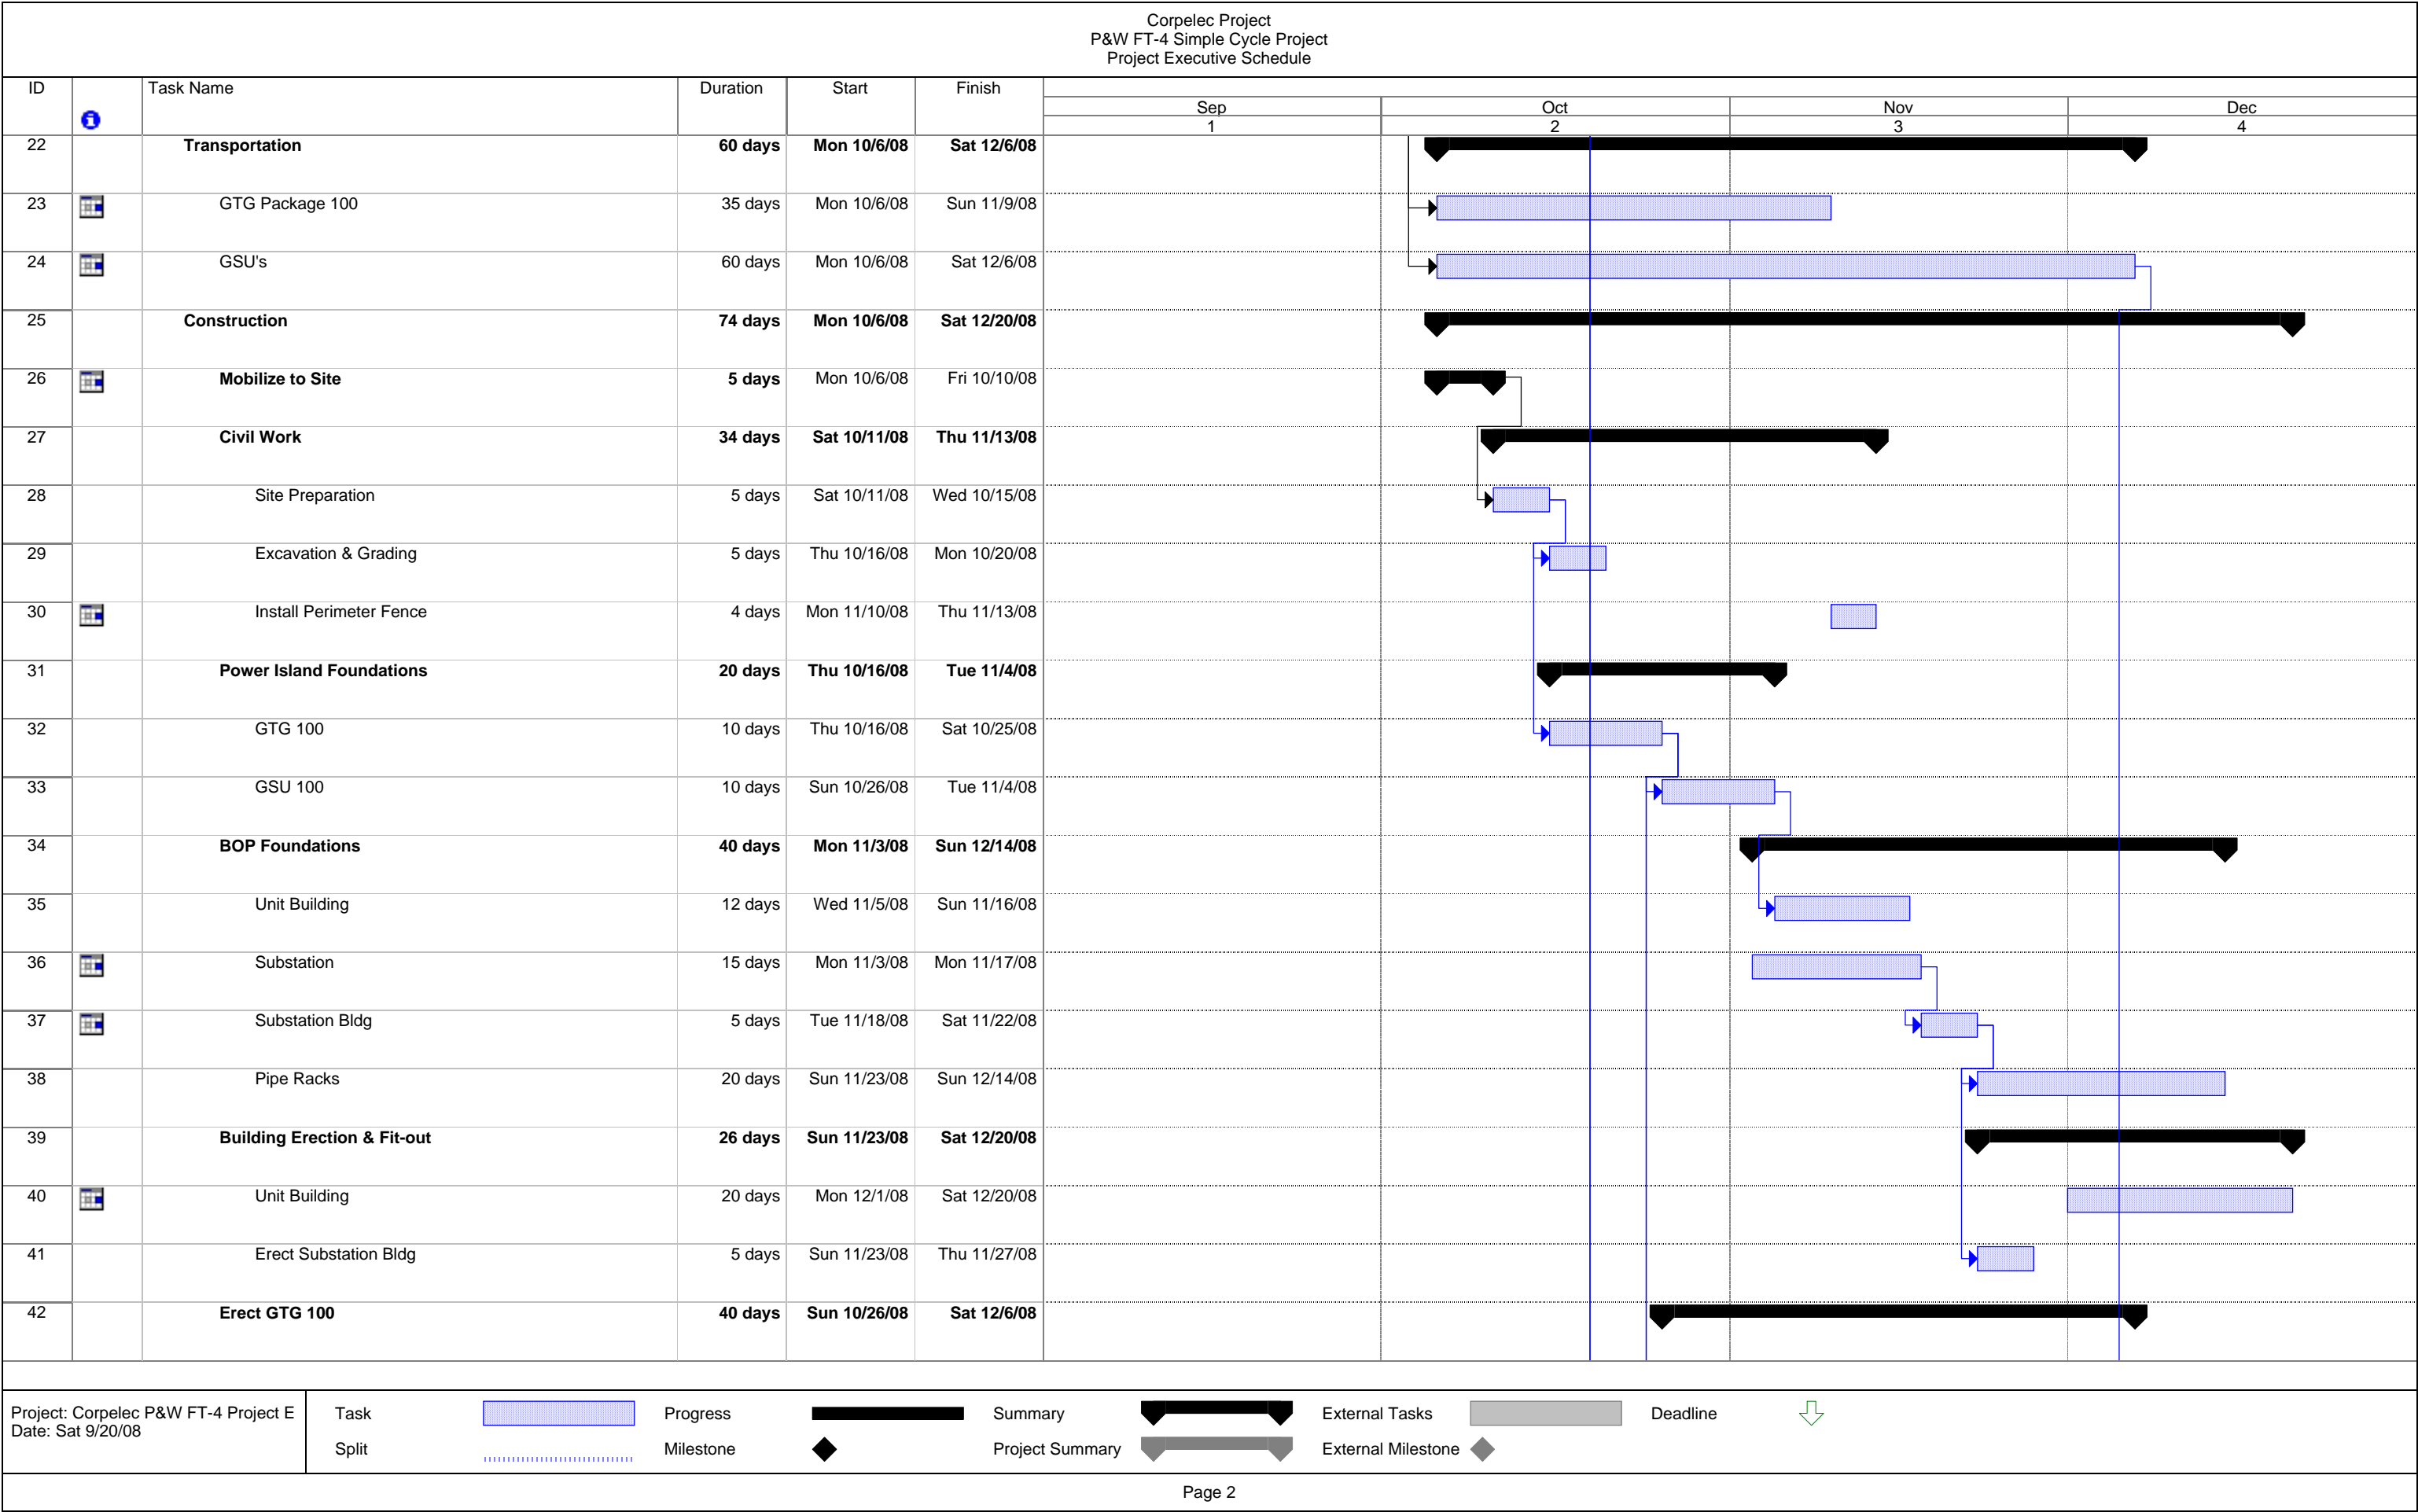 Corpelec Project
P&W FT-4 Simple Cycle Project
Project Executive Schedule
ID Task Name Duration Start Finish
Sep Oct Nov Dec
1 2 3 4
22 Transportation 60 days Mon 10/6/08 Sat 12/6/08
23 GTG Package 100 35 days Mon 10/6/08 Sun 11/9/08
24 GSU's 60 days Mon 10/6/08 Sat 12/6/08
25 Construction 74 days Mon 10/6/08 Sat 12/20/08
26 Mobilize to Site 5 days Mon 10/6/08 Fri 10/10/08
27 Civil Work 34 days Sat 10/11/08 Thu 11/13/08
28 Site Preparation 5 days Sat 10/11/08 Wed 10/15/08
29 Excavation & Grading 5 days Thu 10/16/08 Mon 10/20/08
30 Install Perimeter Fence 4 days Mon 11/10/08 Thu 11/13/08
31 Power Island Foundations 20 days Thu 10/16/08 Tue 11/4/08
32 GTG 100 10 days Thu 10/16/08 Sat 10/25/08
33 GSU 100 10 days Sun 10/26/08 Tue 11/4/08
34 BOP Foundations 40 days Mon 11/3/08 Sun 12/14/08
35 Unit Building 12 days Wed 11/5/08 Sun 11/16/08
36 Substation 15 days Mon 11/3/08 Mon 11/17/08
37 Substation Bldg 5 days Tue 11/18/08 Sat 11/22/08
38 Pipe Racks 20 days Sun 11/23/08 Sun 12/14/08
39 Building Erection & Fit-out 26 days Sun 11/23/08 Sat 12/20/08
40 Unit Building 20 days Mon 12/1/08 Sat 12/20/08
41 Erect Substation Bldg 5 days Sun 11/23/08 Thu 11/27/08
42 Erect GTG 100 40 days Sun 10/26/08 Sat 12/6/08
Project: Corpelec P&W FT-4 Project E
Date: Sat 9/20/08
Task Progress Summary External Tasks Deadline
Split Milestone Project Summary External Milestone
Page 2